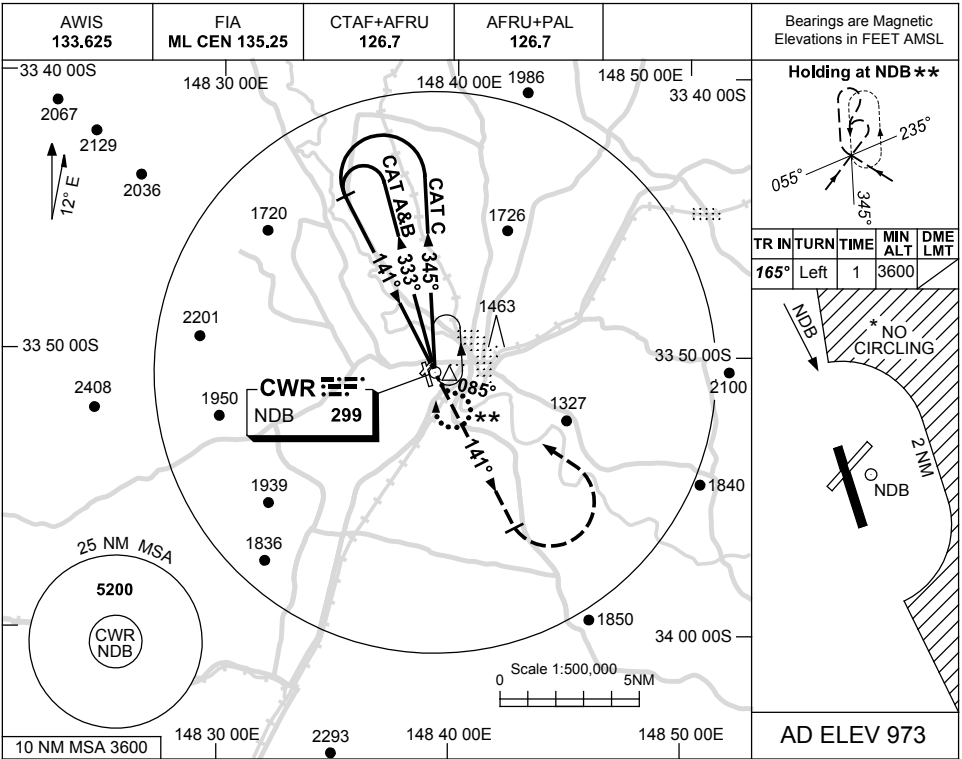 AWIS
133.625
FIA
ML CEN 135.25
CTAF+AFRU
126.7
AFRU+PAL
126.7
Bearings are Magnetic
Elevations in FEET AMSL
33 40 00S
148 30 00E
148 40 00E
1986
148 50 00E
33 40 00S
2067
2129
2036
12° E
1720
CAT A&B
CAT C
1726
141°
333°
345°
2201
1463
33 50 00S
33 50 00S
2100
2408
1950
CWR
NDB 299
085°
**
1327
141°
1939
1840
1836
25 NM MSA
5200
CWR
NDB
1850
34 00 00S
Scale 1:500,000
0 5NM
10 NM MSA 3600
148 30 00E
2293
148 40 00E
148 50 00E
Holding at NDB **
235°
055°
345°
TR IN TURN TIME MIN ALT DME LMT
165° Left 1 3600
NDB
* NO
CIRCLING
2 NM
NDB
AD ELEV 973